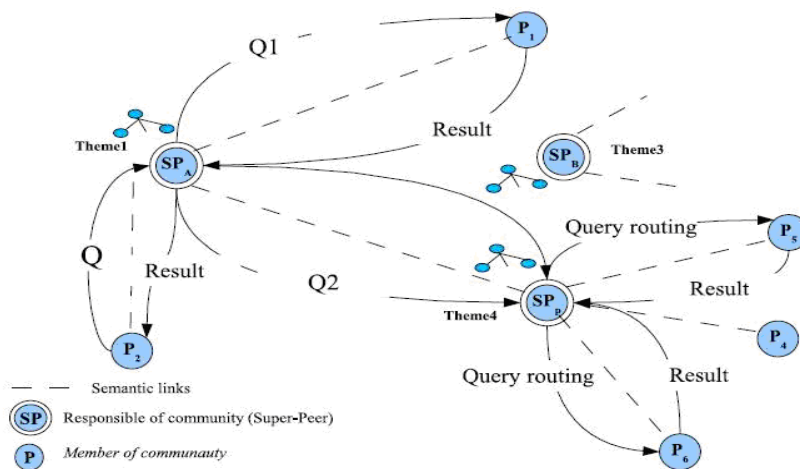 Q1
P1
Result
Theme1
SPA
SPB
Theme3
Q
Result
Q2
Query routing
P5
Result
SPP
Theme4
P4
P2
Query routing
Result
P6
Semantic links
SP
Responsible of community (Super-Peer)
P
Member of communauty